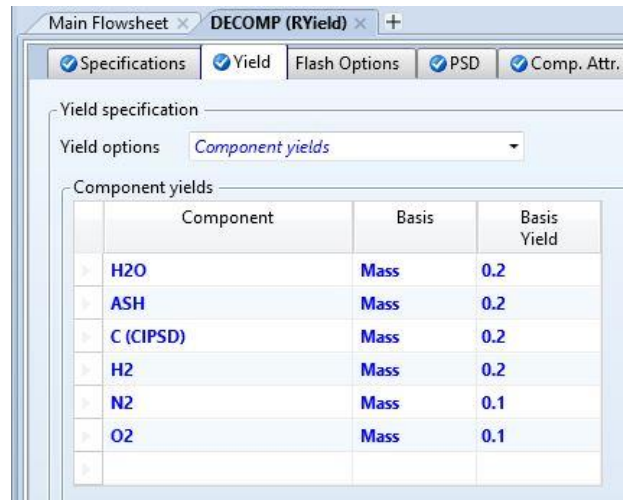 Main Flowsheet × DECOMP (RYield) × +
Specifications Yield Flash Options PSD Comp. Attr.
Yield specification
Yield options Component yields
Component yields
Component Basis Basis
Yield
H2O Mass 0.2
ASH Mass 0.2
C (CIPSD) Mass 0.2
H2 Mass 0.2
N2 Mass 0.1
O2 Mass 0.1